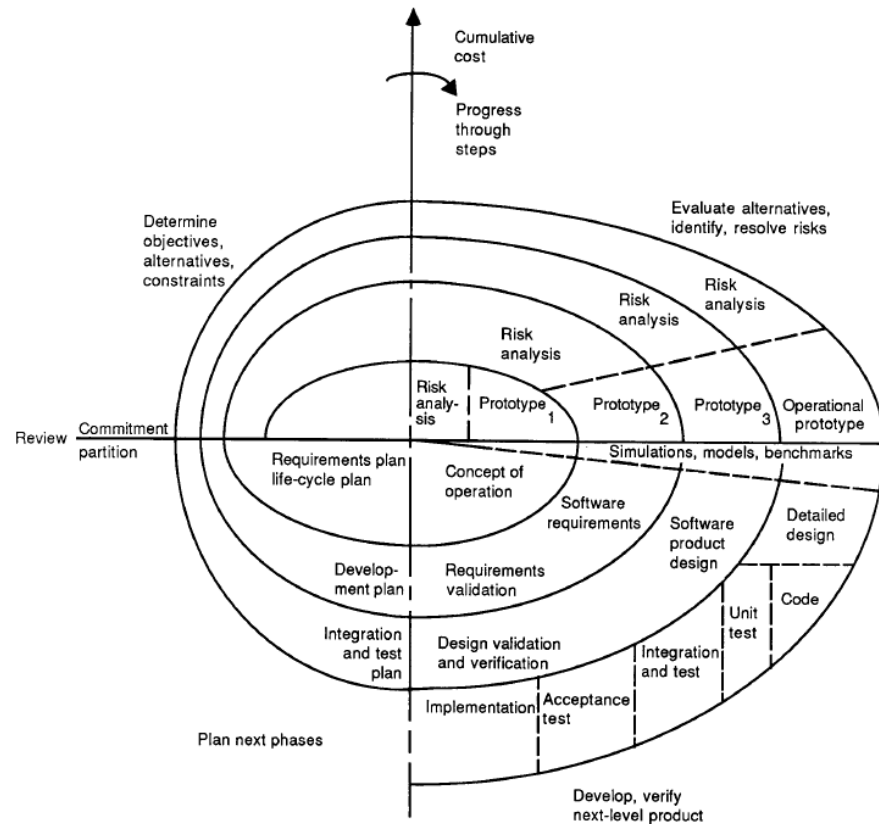 Cumulative
cost
Progress
through
steps
Determine
objectives,
alternatives,
constraints
Evaluate alternatives,
identify, resolve risks
Risk
analysis
Risk
analysis
Risk
analysis
Risk
analy-
sis
Prototype 1
Prototype 2
Prototype 3
Operational
prototype
Review
Commitment
partition
Simulations, models, benchmarks
Requirements plan
life-cycle plan
Concept of
operation
Software
requirements
Software
product
design
Detailed
design
Develop-
ment plan
Requirements
validation
Unit
test
Code
Integration
and test
plan
Design validation
and verification
Integration
and test
Implementation
Acceptance
test
Plan next phases
Develop, verify
next-level product